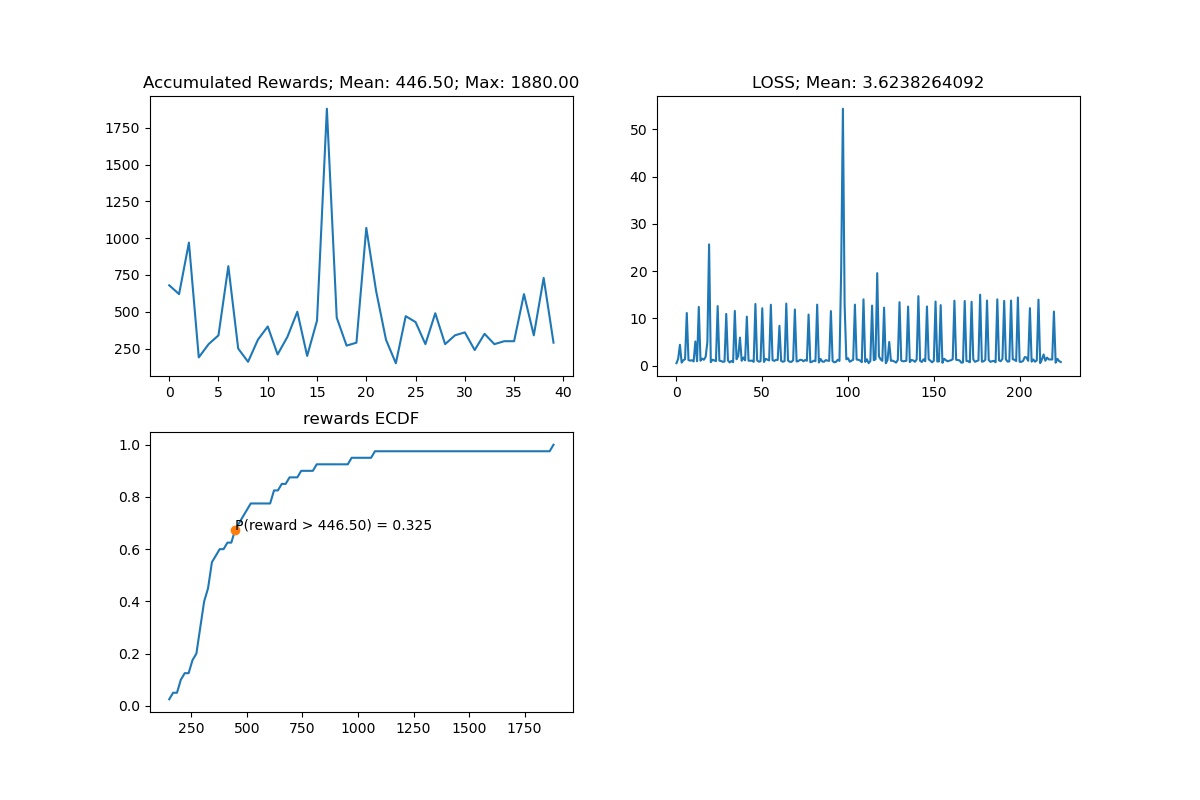 Accumulated Rewards; Mean: 446.50; Max: 1880.00
1750
1500
1250
1000
750
500
250
0 5 10 15 20 25 30 35 40
LOSS; Mean: 3.6238264092
50
40
30
20
10
0
0 50 100 150 200
rewards ECDF
1.0
0.8
P(reward > 446.50) = 0.325
0.6
0.4
0.2
0.0
250 500 750 1000 1250 1500 1750